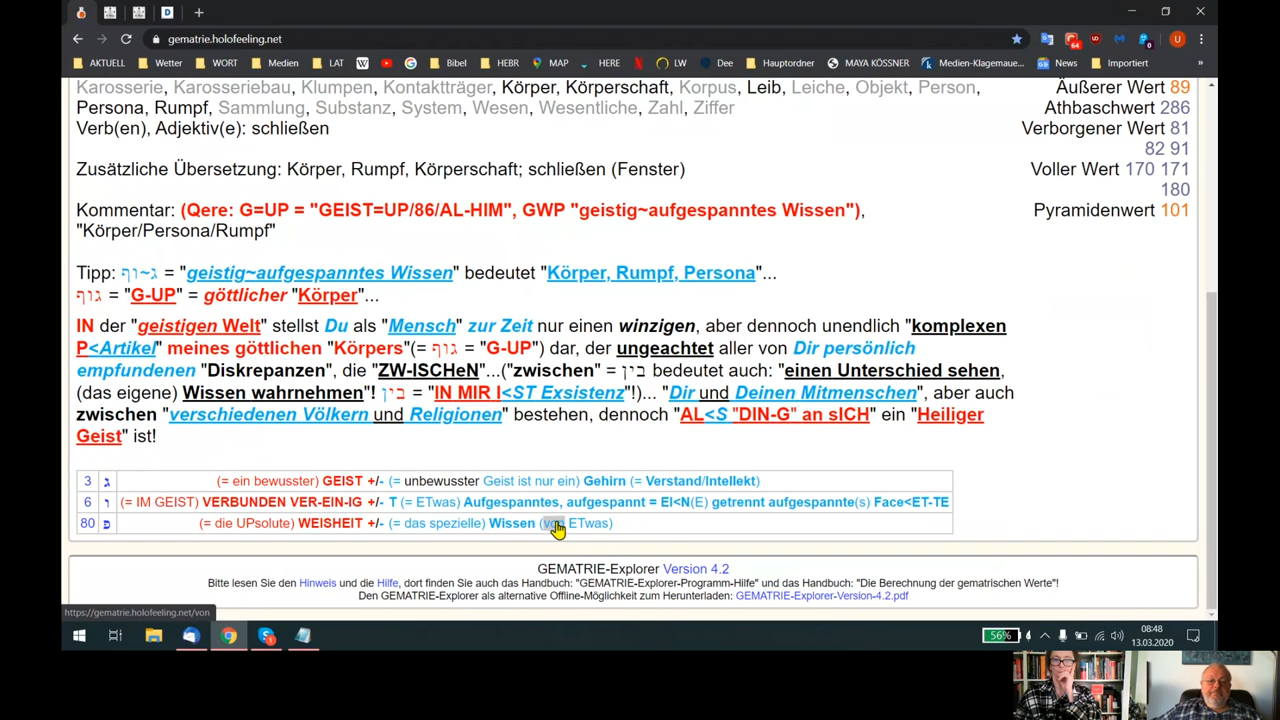 gematrie.holofeeling.net
AKTUELL Wetter WORT Medien LAT Bibel HEBR MAP HERE LW Dee Hauptordner MAYA KÖSSNER Medien-Klagemaue... News Importiert »
Karosserie, Karosseriebau, Klumpen, Kontaktträger, Körper, Körperschaft, Korpus, Leib, Leiche, Objekt, Person,
Persona, Rumpf, Sammlung, Substanz, System, Wesen, Wesentliche, Zahl, Ziffer
Verb(en), Adjektiv(e): schließen
Zusätzliche Übersetzung: Körper, Rumpf, Körperschaft; schließen (Fenster)
Kommentar: (Qere: G=UP = "GEIST=UP/86/AL-HIM", GWP "geistig~aufgespanntes Wissen"),
"Körper/Persona/Rumpf"
Äußerer Wert 89
Athbaschwert 286
Verborgener Wert 81
82 91
Voller Wert 170 171
180
Pyramidenwert 101
Tipp: ג~וף = "geistig~aufgespanntes Wissen" bedeutet "Körper, Rumpf, Persona"...
גוף = "G-UP" = göttlicher "Körper"...
IN der "geistigen Welt" stellst Du als "Mensch" zur Zeit nur einen winzigen, aber dennoch unendlich "komplexen
P<Artikel" meines göttlichen "Körpers"(= גוף = "G-UP") dar, der ungeachtet aller von Dir persönlich
empfundenen "Diskrepanzen", die "ZW-ISCHeN"...("zwischen" = בין bedeutet auch: "einen Unterschied sehen,
(das eigene) Wissen wahrnehmen"! בין = "IN MIR I<ST Exsistenz"!)... "Dir und Deinen Mitmenschen", aber auch
zwischen "verschiedenen Völkern und Religionen" bestehen, dennoch "AL<S "DIN-G" an sICH" ein "Heiliger
Geist" ist!
3 ג (= ein bewusster) GEIST +/- (= unbewusster Geist ist nur ein) Gehirn (= Verstand/Intellekt)
6 ו (= IM GEIST) VERBUNDEN VER-EIN-IG +/- T (= ETwas) Aufgespanntes, aufgespannt = EI<N(E) getrennt aufgespannte(s) Face<ET-TE
80 פ (= die UPsolute) WEISHEIT +/- (= das spezielle) Wissen (von ETwas)
GEMATRIE-Explorer Version 4.2
Bitte lesen Sie den Hinweis und die Hilfe, dort finden Sie auch das Handbuch: "GEMATRIE-Explorer-Programm-Hilfe" und das Handbuch: "Die Berechnung der gematrischen Werte"!
Den GEMATRIE-Explorer als alternative Offline-Möglichkeit zum Herunterladen: GEMATRIE-Explorer-Version-4.2.pdf
https://gematrie.holofeeling.net/von
56%
08:48
13.03.2020